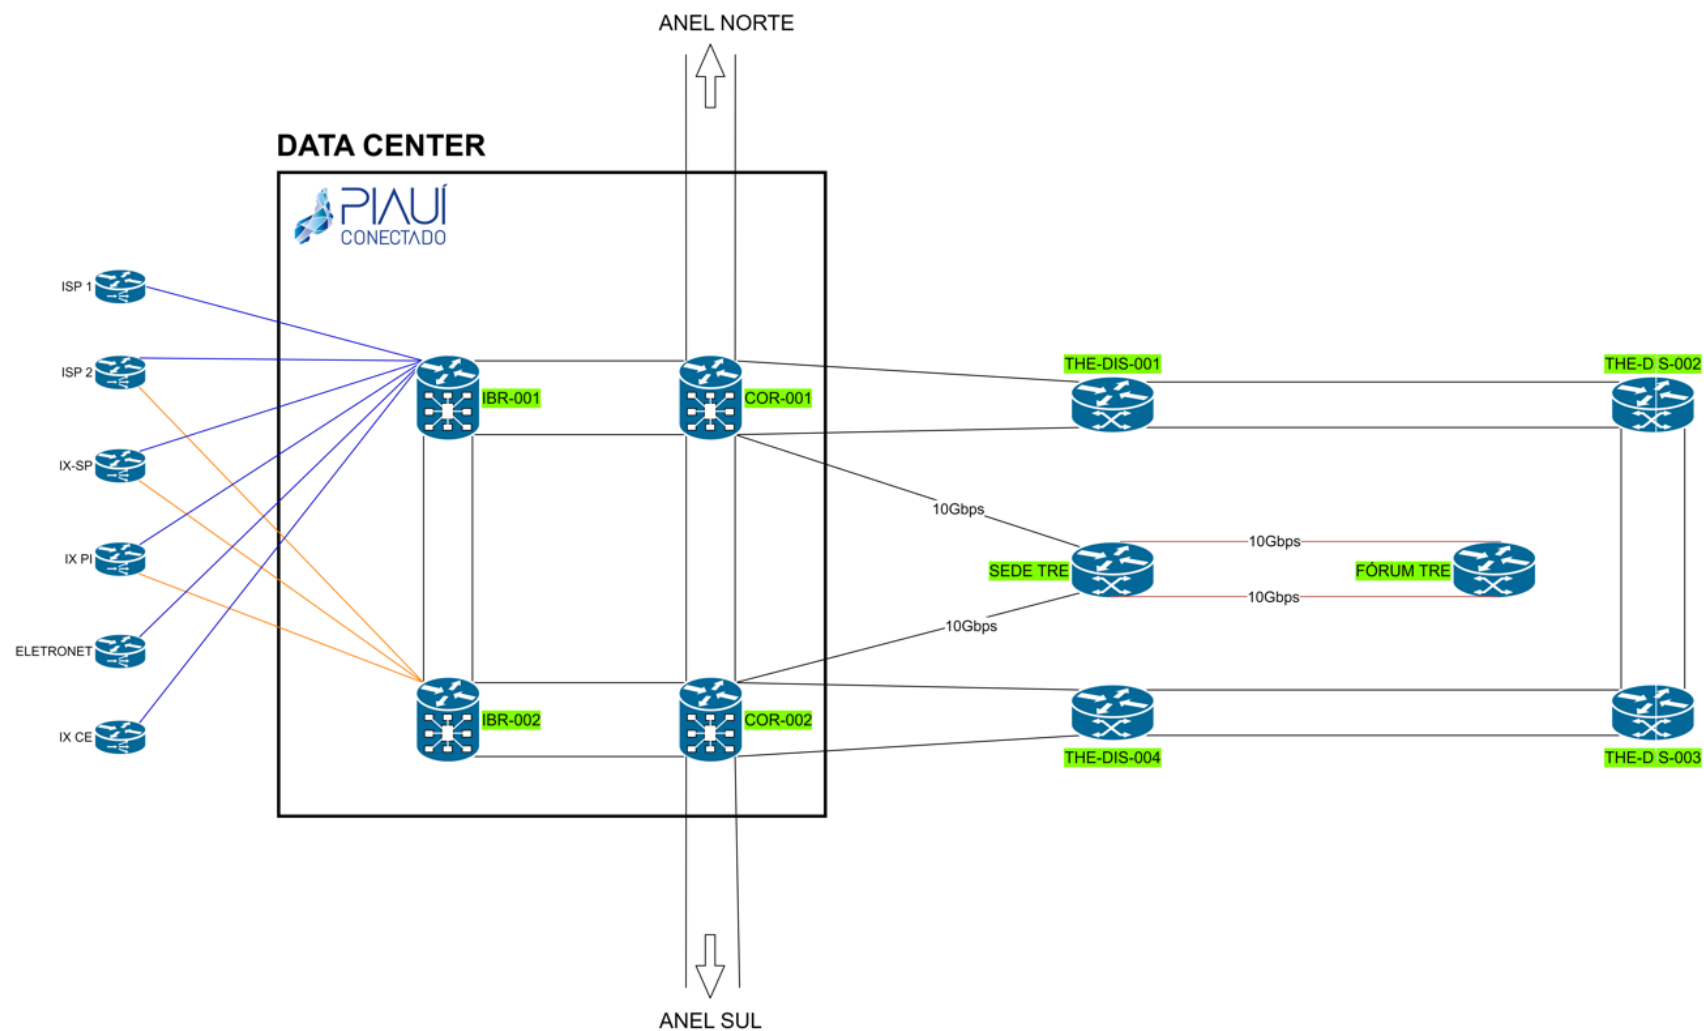 ANEL NORTE
DATA CENTER
PIAUÍ
CONECTADO
ISP 1
ISP 2
IX-SP
IX PI
ELETRONET
IX CE
IBR-001
COR-001
IBR-002
COR-002
THE-DIS-001
THE-DIS-002
10Gbps
10Gbps
SEDE TRE
FÓRUM TRE
10Gbps
10Gbps
THE-DIS-004
THE-DIS-003
ANEL SUL